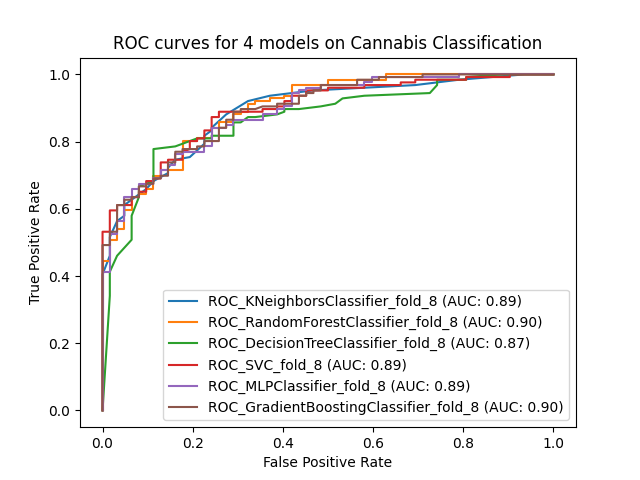 ROC curves for 4 models on Cannabis Classification
True Positive Rate
1.0
0.8
0.6
0.4
0.2
0.0
ROC_KNeighborsClassifier_fold_8 (AUC: 0.89)
ROC_RandomForestClassifier_fold_8 (AUC: 0.90)
ROC_DecisionTreeClassifier_fold_8 (AUC: 0.87)
ROC_SVC_fold_8 (AUC: 0.89)
ROC_MLPClassifier_fold_8 (AUC: 0.89)
ROC_GradientBoostingClassifier_fold_8 (AUC: 0.90)
0.0 0.2 0.4 0.6 0.8 1.0
False Positive Rate